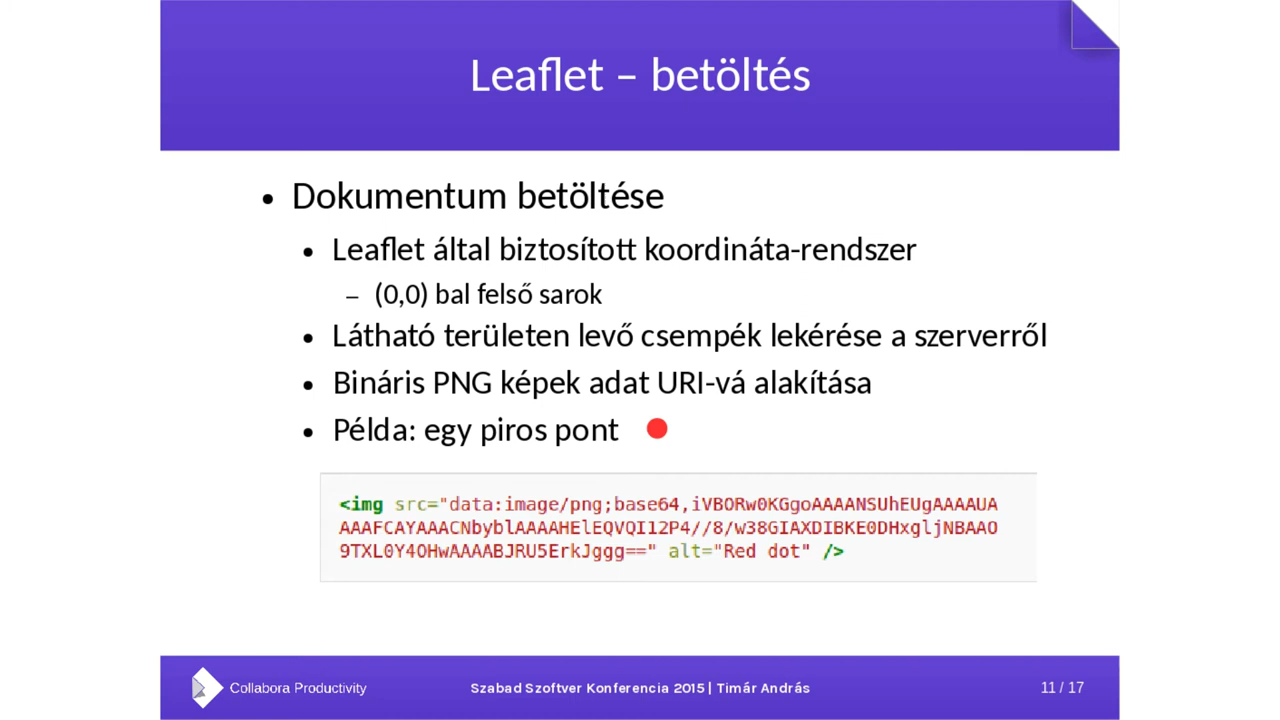 Leaflet – betöltés
• Dokumentum betöltése
• Leaflet által biztosított koordináta-rendszer
– (0,0) bal felső sarok
• Látható területen levő csempék lekérése a szerverről
• Bináris PNG képek adat URI-vá alakítása
• Példa: egy piros pont
<img src="data:image/png;base64,iVBORw0KGgoAAAANSUhEUgAAAAUA
AAAFCAYAAACNbyblAAAAHElEQVQI12P4//8/w38GIAXDIBKE0DHxgljNBAAO
9TXL0Y4OHwAAAABJRU5ErkJggg==" alt="Red dot" />
Collabora Productivity
Szabad Szoftver Konferencia 2015 | Timár András
11 / 17